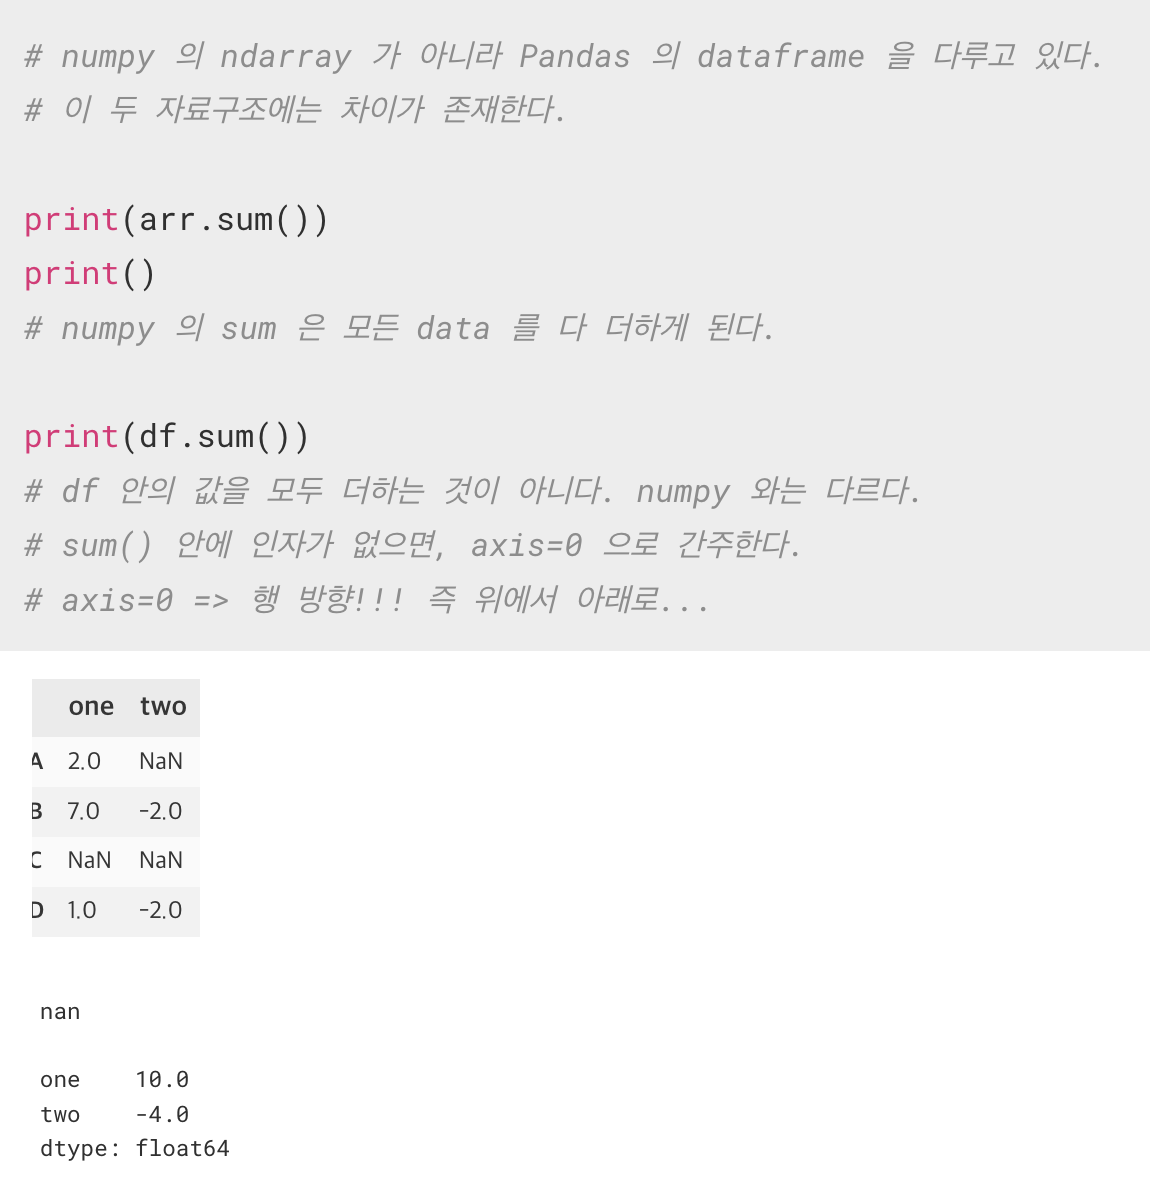 # numpy 의 ndarray 가 아니라 Pandas 의 dataframe 을 다루고 있다.
# 이 두 자료구조에는 차이가 존재한다.
print(arr.sum())
print()
# numpy 의 sum 은 모든 data 를 다 더하게 된다.
print(df.sum())
# df 안의 값을 모두 더하는 것이 아니다. numpy 와는 다르다.
# sum() 안에 인자가 없으면, axis=0 으로 간주한다.
# axis=0 => 행 방향!!! 즉 위에서 아래로...
one two
A 2.0 NaN
B 7.0 -2.0
C NaN NaN
D 1.0 -2.0
nan
one 10.0
two -4.0
dtype: float64